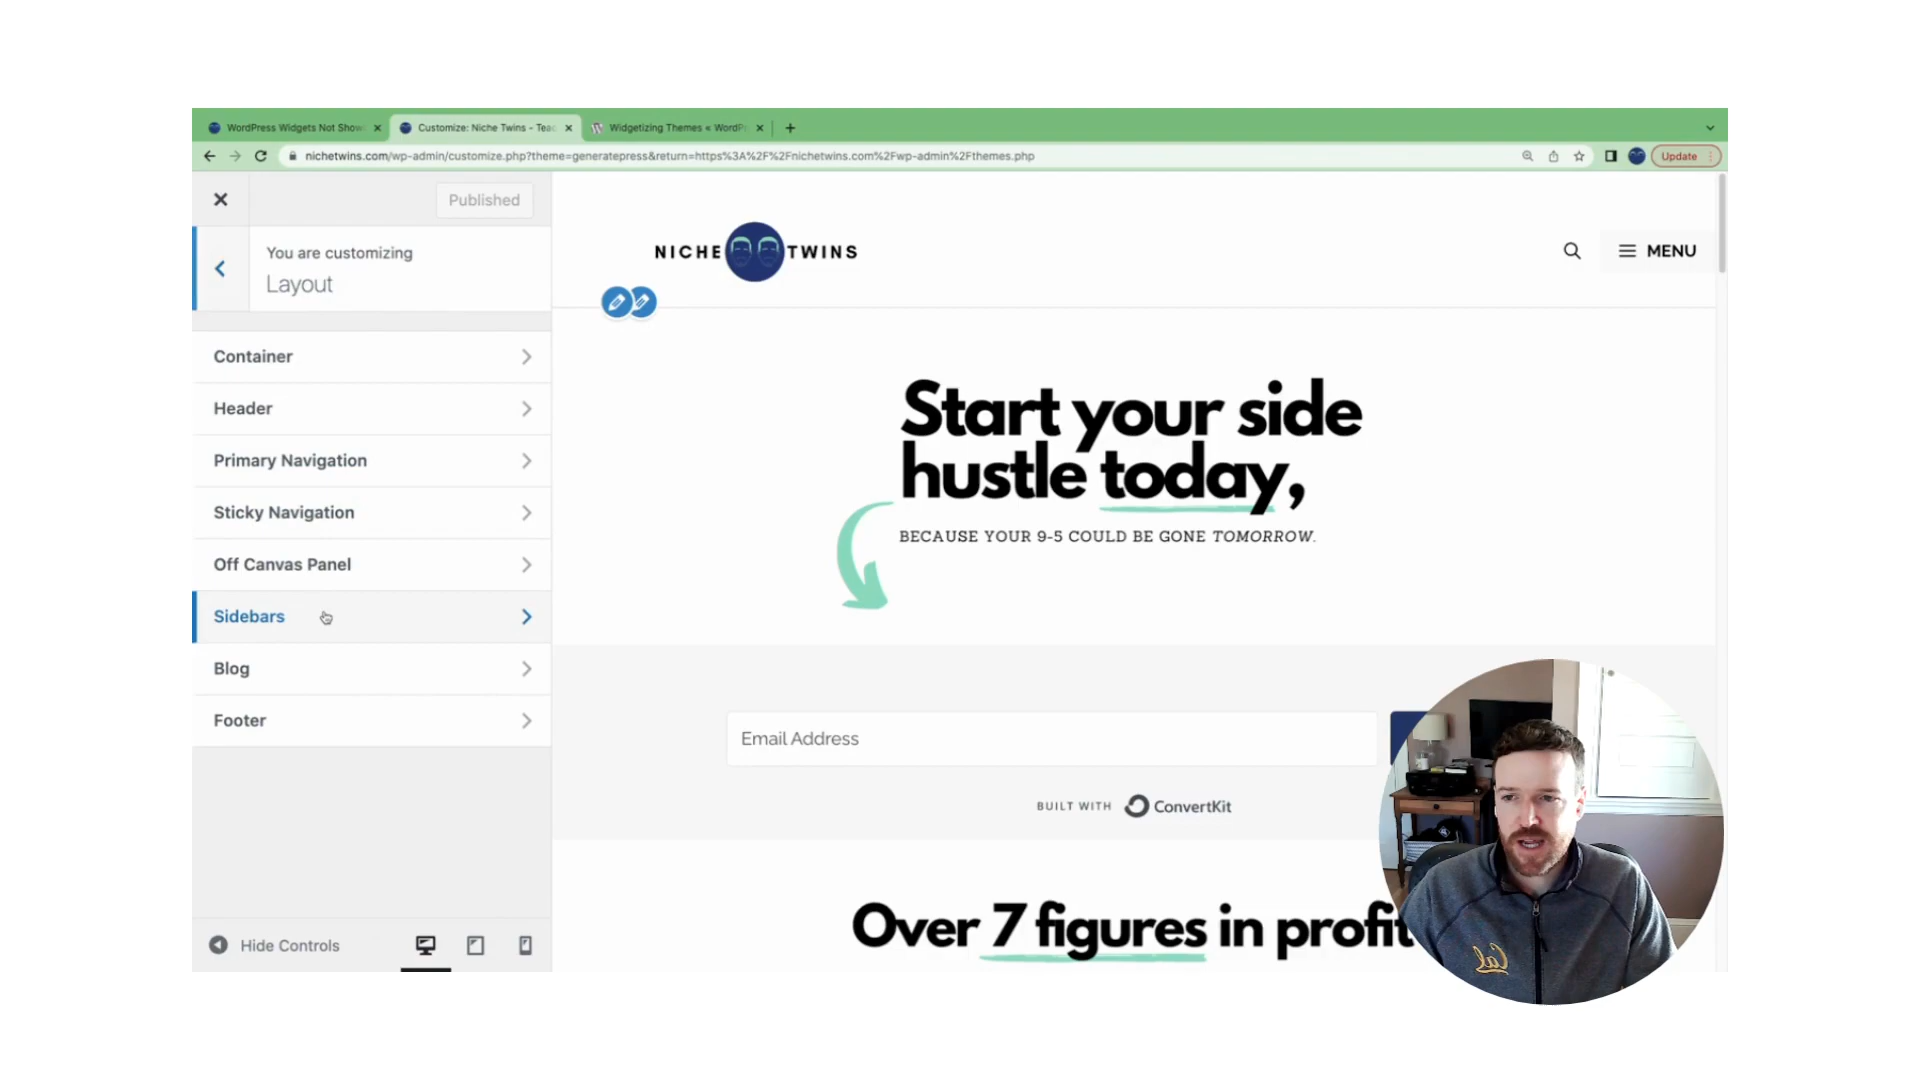 WordPress Widgets Not Show
Customize: Niche Twins - Teac
Widgetizing Themes « WordPr
nichetwins.com/wp-admin/customize.php?theme=generatepress&return=https%3A%2F%2Fnichetwins.com%2Fwp-admin%2Fthemes.php
Update
Published
You are customizing
Layout
Container
Header
Primary Navigation
Sticky Navigation
Off Canvas Panel
Sidebars
Blog
Footer
Hide Controls
NICHE TWINS
MENU
Start your side
hustle today,
BECAUSE YOUR 9-5 COULD BE GONE TOMORROW.
Email Address
BUILT WITH ConvertKit
Over 7 figures in profit
Cal